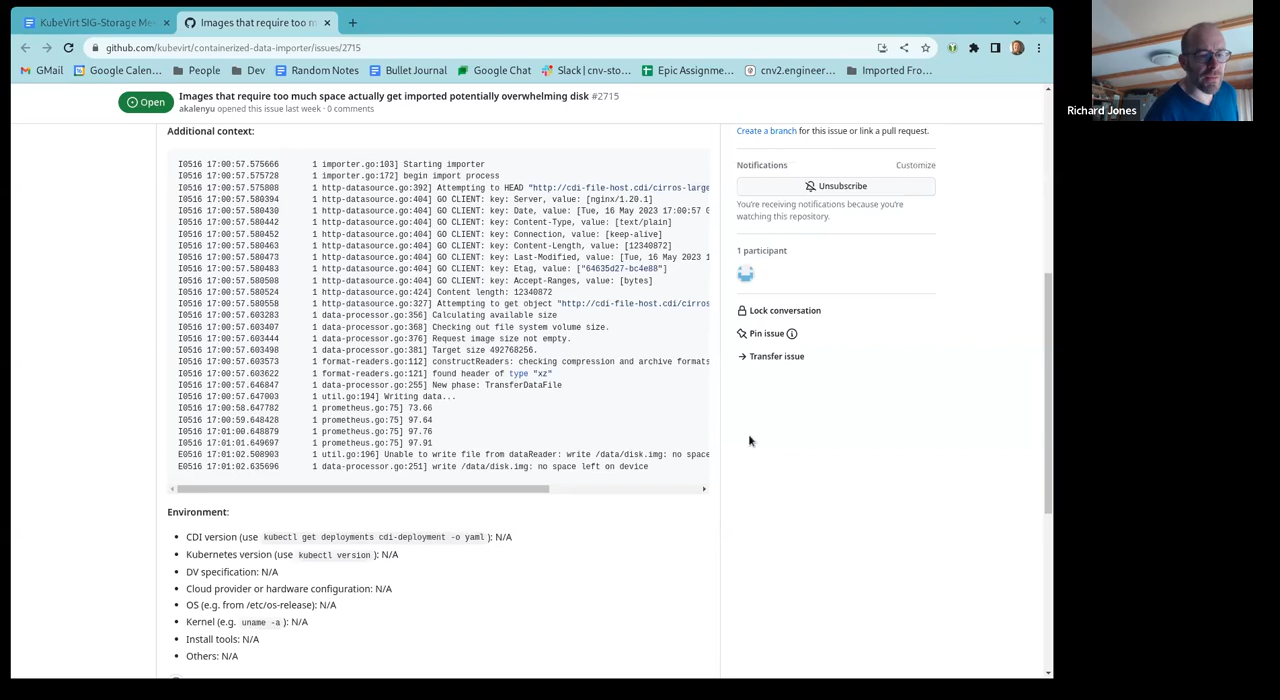 KubeVirt SIG-Storage Me
Images that require too m
github.com/kubevirt/containerized-data-importer/issues/2715
GMail
Google Calen...
People
Dev
Random Notes
Bullet Journal
Google Chat
Slack | cnv-sto...
Epic Assignme...
cnv2.engineer...
Imported Fro...
Open
Images that require too much space actually get imported potentially overwhelming disk #2715
akalenyu opened this issue last week · 0 comments
Additional context:
I0516 17:00:57.575666 1 importer.go:103] Starting importer
I0516 17:00:57.575728 1 importer.go:172] begin import process
I0516 17:00:57.575808 1 http-datasource.go:392] Attempting to HEAD "http://cdi-file-host.cdi/cirros-large
I0516 17:00:57.580394 1 http-datasource.go:404] GO CLIENT: key: Server, value: [nginx/1.20.1]
I0516 17:00:57.580430 1 http-datasource.go:404] GO CLIENT: key: Date, value: [Tue, 16 May 2023 17:00:57 G
I0516 17:00:57.580442 1 http-datasource.go:404] GO CLIENT: key: Content-Type, value: [text/plain]
I0516 17:00:57.580452 1 http-datasource.go:404] GO CLIENT: key: Connection, value: [keep-alive]
I0516 17:00:57.580463 1 http-datasource.go:404] GO CLIENT: key: Content-Length, value: [12340872]
I0516 17:00:57.580473 1 http-datasource.go:404] GO CLIENT: key: Last-Modified, value: [Tue, 16 May 2023 1
I0516 17:00:57.580483 1 http-datasource.go:404] GO CLIENT: key: Etag, value: ["64635d27-bc4e88"]
I0516 17:00:57.580508 1 http-datasource.go:404] GO CLIENT: key: Accept-Ranges, value: [bytes]
I0516 17:00:57.580524 1 http-datasource.go:424] Content length: 12340872
I0516 17:00:57.580558 1 http-datasource.go:327] Attempting to get object "http://cdi-file-host.cdi/cirros
I0516 17:00:57.603283 1 data-processor.go:356] Calculating available size
I0516 17:00:57.603407 1 data-processor.go:368] Checking out file system volume size.
I0516 17:00:57.603444 1 data-processor.go:376] Request image size not empty.
I0516 17:00:57.603498 1 data-processor.go:381] Target size 492768256.
I0516 17:00:57.603573 1 format-readers.go:112] constructReaders: checking compression and archive formats
I0516 17:00:57.603622 1 format-readers.go:121] found header of type "xz"
I0516 17:00:57.646847 1 data-processor.go:255] New phase: TransferDataFile
I0516 17:00:57.647003 1 util.go:194] Writing data...
I0516 17:00:58.647782 1 prometheus.go:75] 73.66
I0516 17:00:59.648428 1 prometheus.go:75] 97.64
I0516 17:01:00.648879 1 prometheus.go:75] 97.76
I0516 17:01:01.649697 1 prometheus.go:75] 97.91
E0516 17:01:02.508903 1 util.go:196] Unable to write file from dataReader: write /data/disk.img: no space
E0516 17:01:02.635696 1 data-processor.go:251] write /data/disk.img: no space left on device
Environment:
• CDI version (use kubectl get deployments cdi-deployment -o yaml ): N/A
• Kubernetes version (use kubectl version ): N/A
• DV specification: N/A
• Cloud provider or hardware configuration: N/A
• OS (e.g. from /etc/os-release): N/A
• Kernel (e.g. uname -a ): N/A
• Install tools: N/A
• Others: N/A
Create a branch for this issue or link a pull request.
Notifications
Customize
Unsubscribe
You're receiving notifications because you're
watching this repository.
1 participant
Lock conversation
Pin issue
Transfer issue
Richard Jones